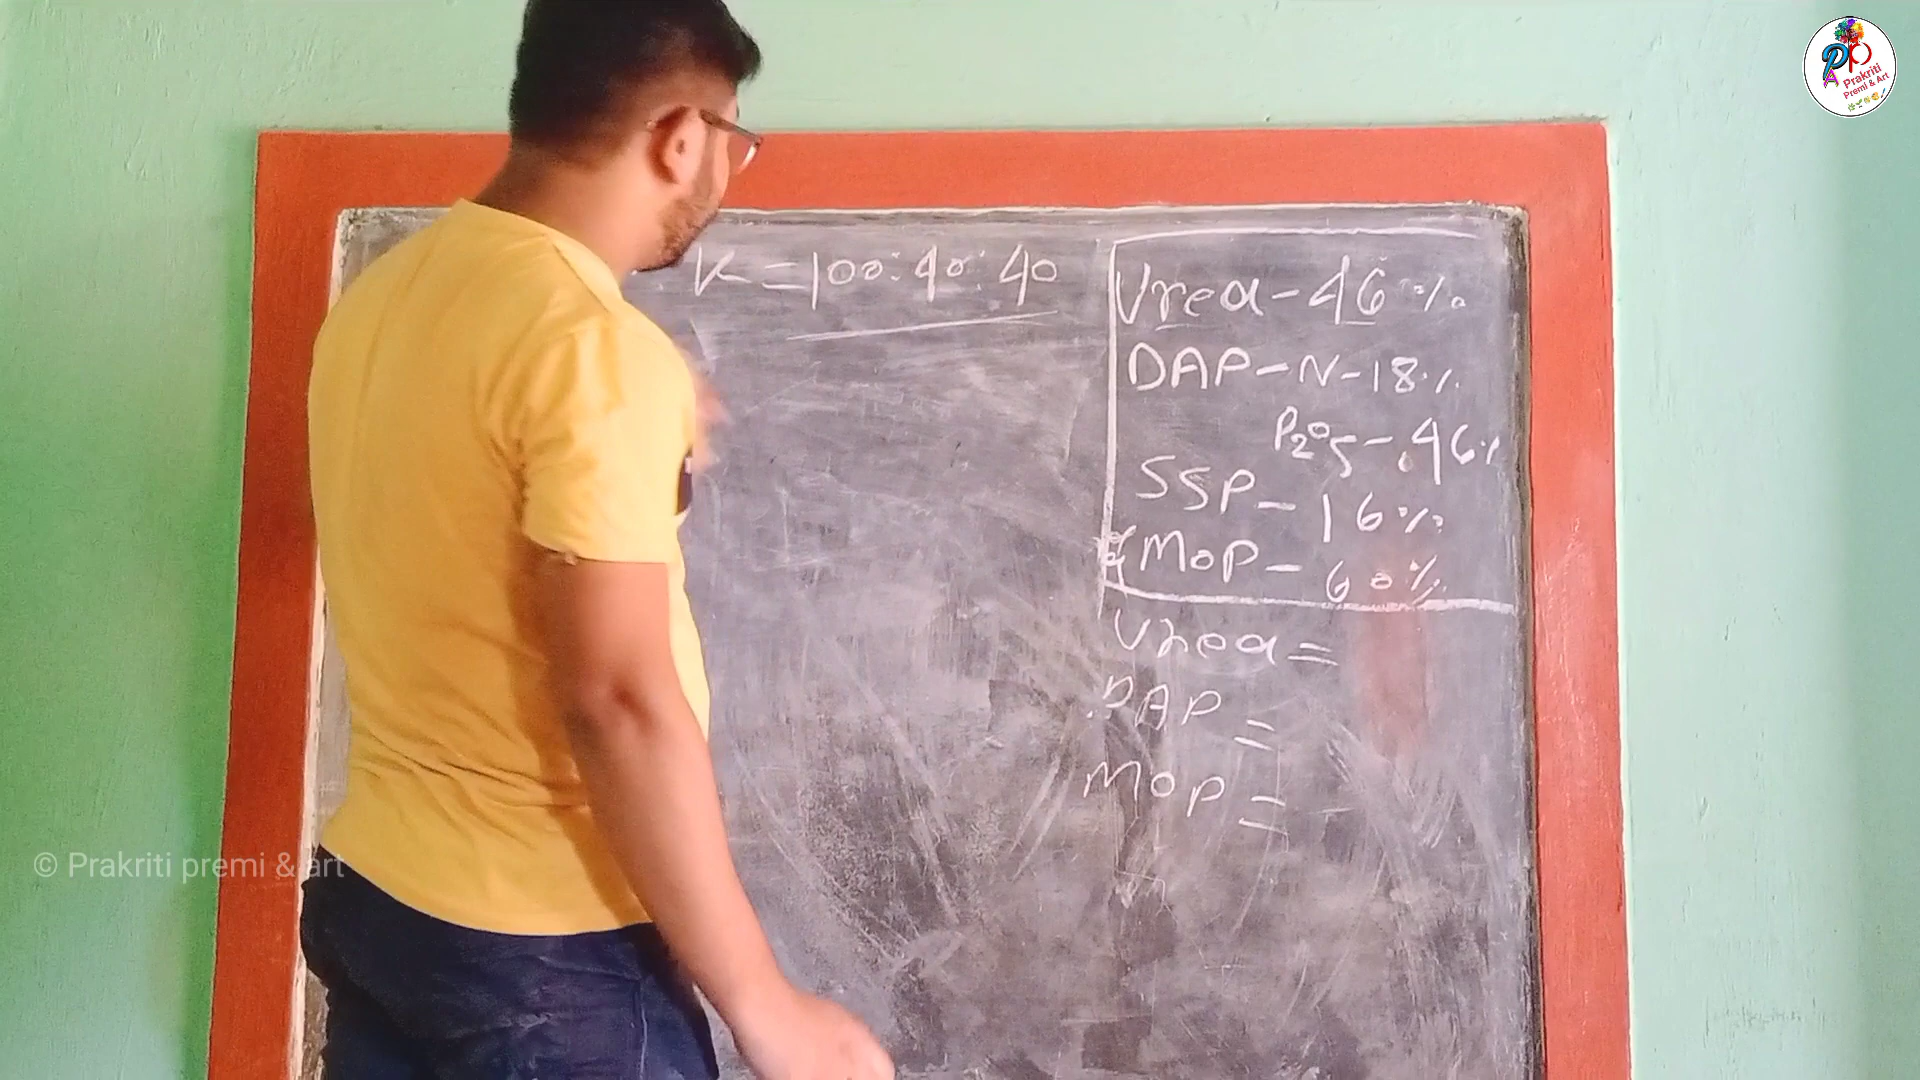 PPA
Prakriti
Premi & Art
K = 100:40:40
Urea - 46%
DAP - N - 18%
P2O5 - 46%
SSP - 16%
MOP - 60%
Urea =
DAP =
MOP =
© Prakriti premi & art